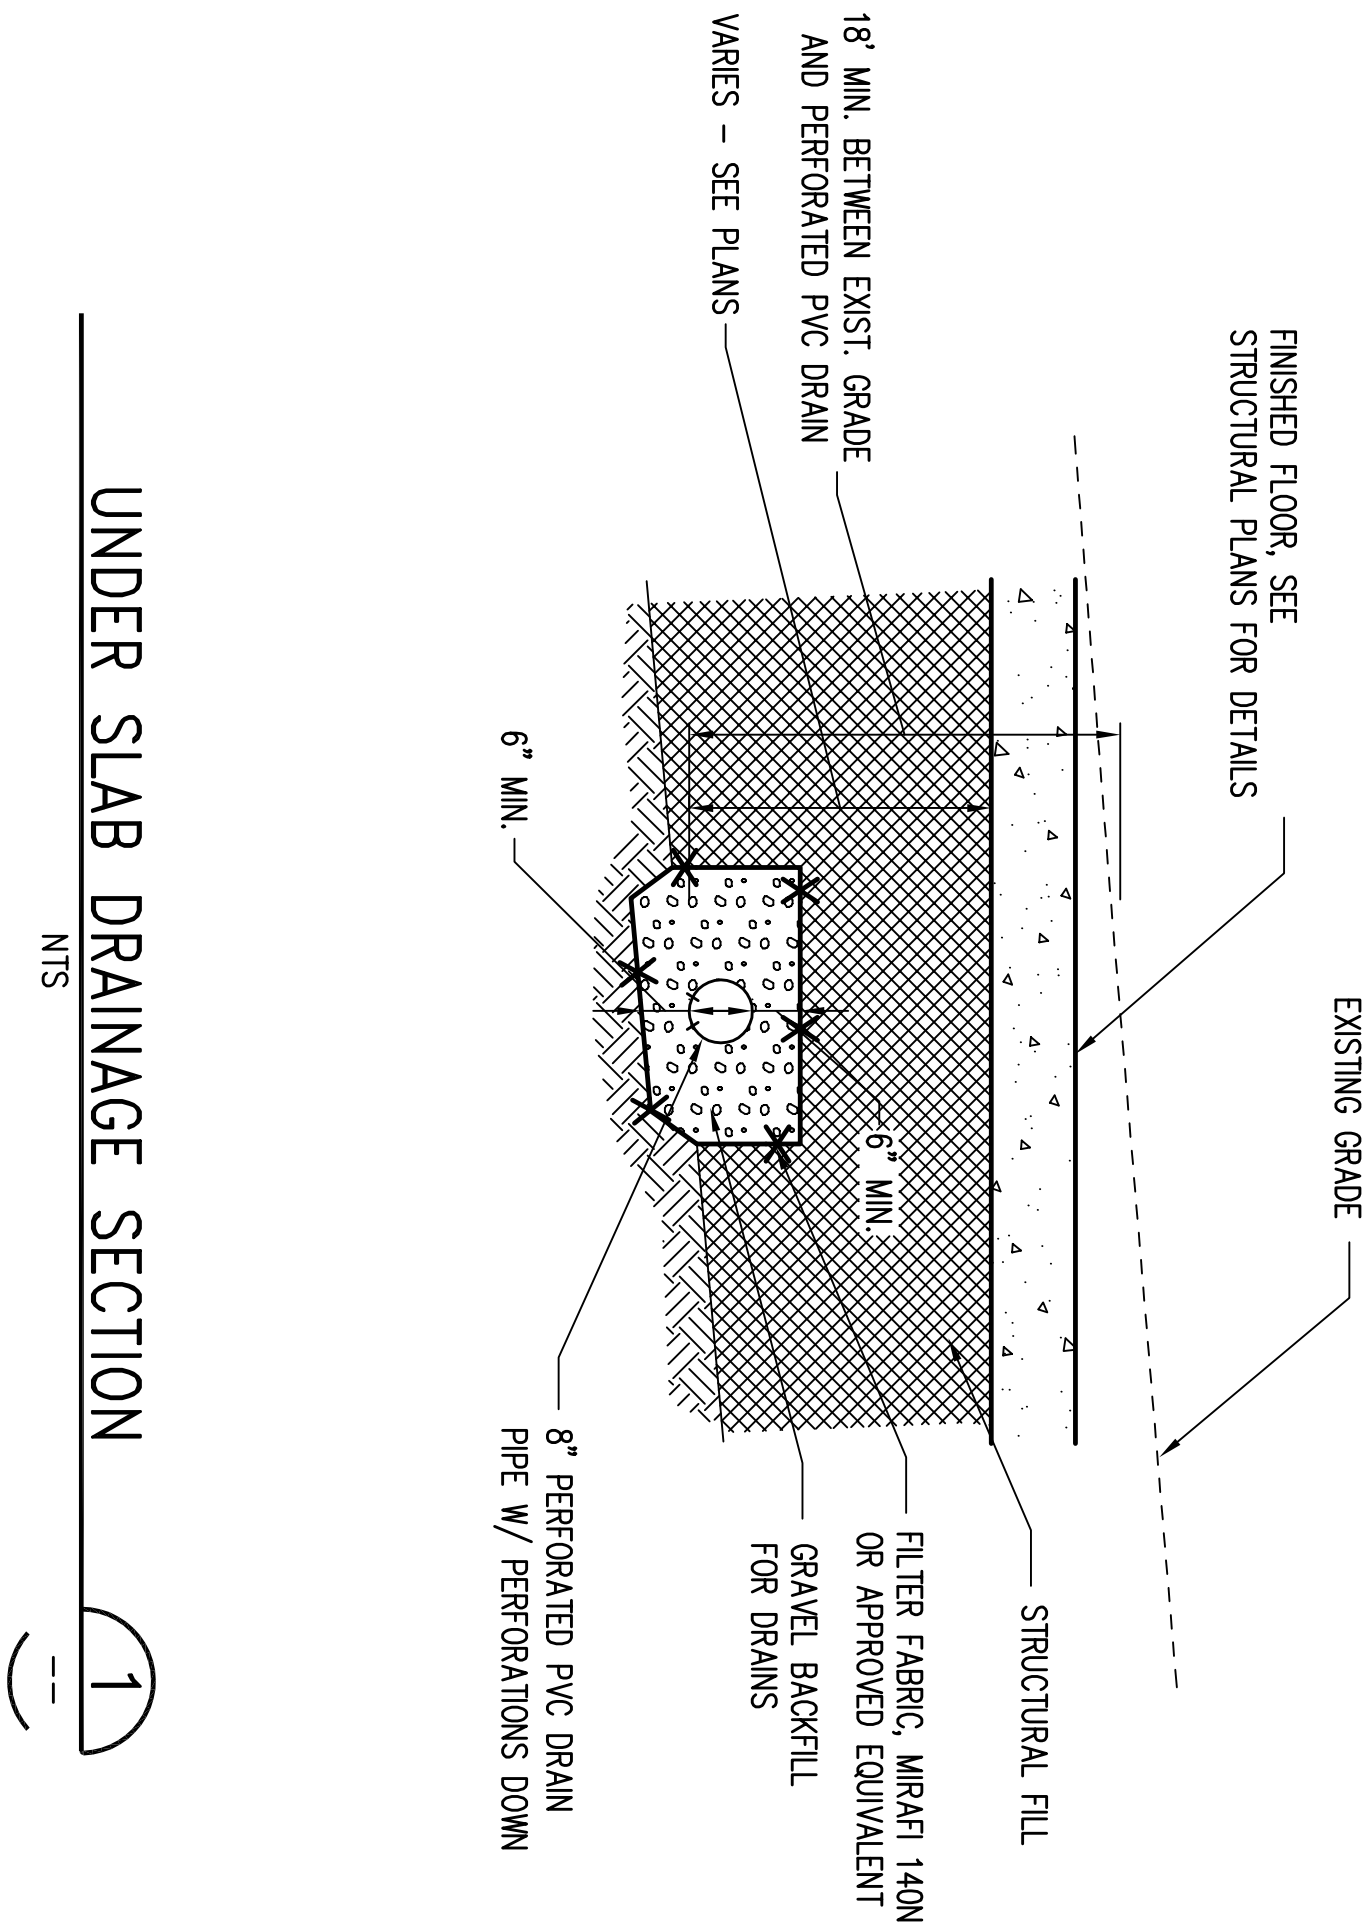 EXISTING GRADE
FINISHED FLOOR, SEE
STRUCTURAL PLANS FOR DETAILS
18' MIN. BETWEEN EXIST. GRADE
AND PERFORATED PVC DRAIN
VARIES - SEE PLANS
6" MIN.
6" MIN.
STRUCTURAL FILL
FILTER FABRIC, MIRAFI 140N
OR APPROVED EQUIVALENT
GRAVEL BACKFILL
FOR DRAINS
8" PERFORATED PVC DRAIN
PIPE W/ PERFORATIONS DOWN
UNDER SLAB DRAINAGE SECTION
NTS
1
--